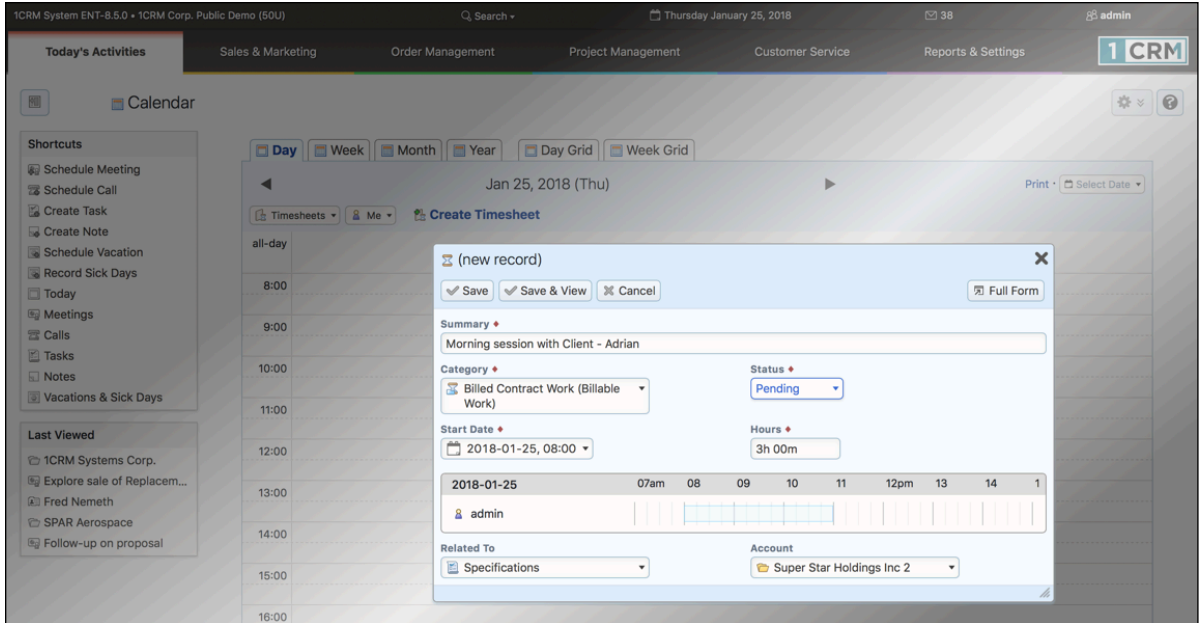 1CRM System ENT-8.5.0 • 1CRM Corp. Public Demo (50U)
Search
Thursday January 25, 2018
38
admin
Today's Activities
Sales & Marketing
Order Management
Project Management
Customer Service
Reports & Settings
1 CRM
Calendar
?
Shortcuts
Schedule Meeting
Schedule Call
Create Task
Create Note
Schedule Vacation
Record Sick Days
Today
Meetings
Calls
Tasks
Notes
Vacations & Sick Days
Last Viewed
1CRM Systems Corp.
Explore sale of Replacem...
Fred Nemeth
SPAR Aerospace
Follow-up on proposal
Day
Week
Month
Year
Day Grid
Week Grid
Jan 25, 2018 (Thu)
Print •
Select Date
Timesheets
Me
Create Timesheet
all-day
8:00
9:00
10:00
11:00
12:00
13:00
14:00
15:00
16:00
(new record)
Save
Save & View
Cancel
Full Form
Summary
Morning session with Client - Adrian
Category
Billed Contract Work (Billable
Work)
Status
Pending
Start Date
2018-01-25, 08:00
Hours
3h 00m
2018-01-25 07am 08 09 10 11 12pm 13 14 1
admin
Related To
Specifications
Account
Super Star Holdings Inc 2